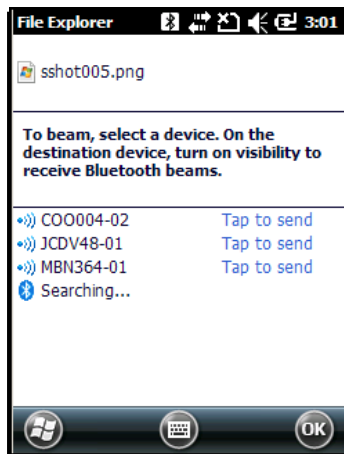 File Explorer 3:01
sshot005.png
To beam, select a device. On the
destination device, turn on visibility to
receive Bluetooth beams.
COO004-02 Tap to send
JCDV48-01 Tap to send
MBN364-01 Tap to send
Searching...
OK